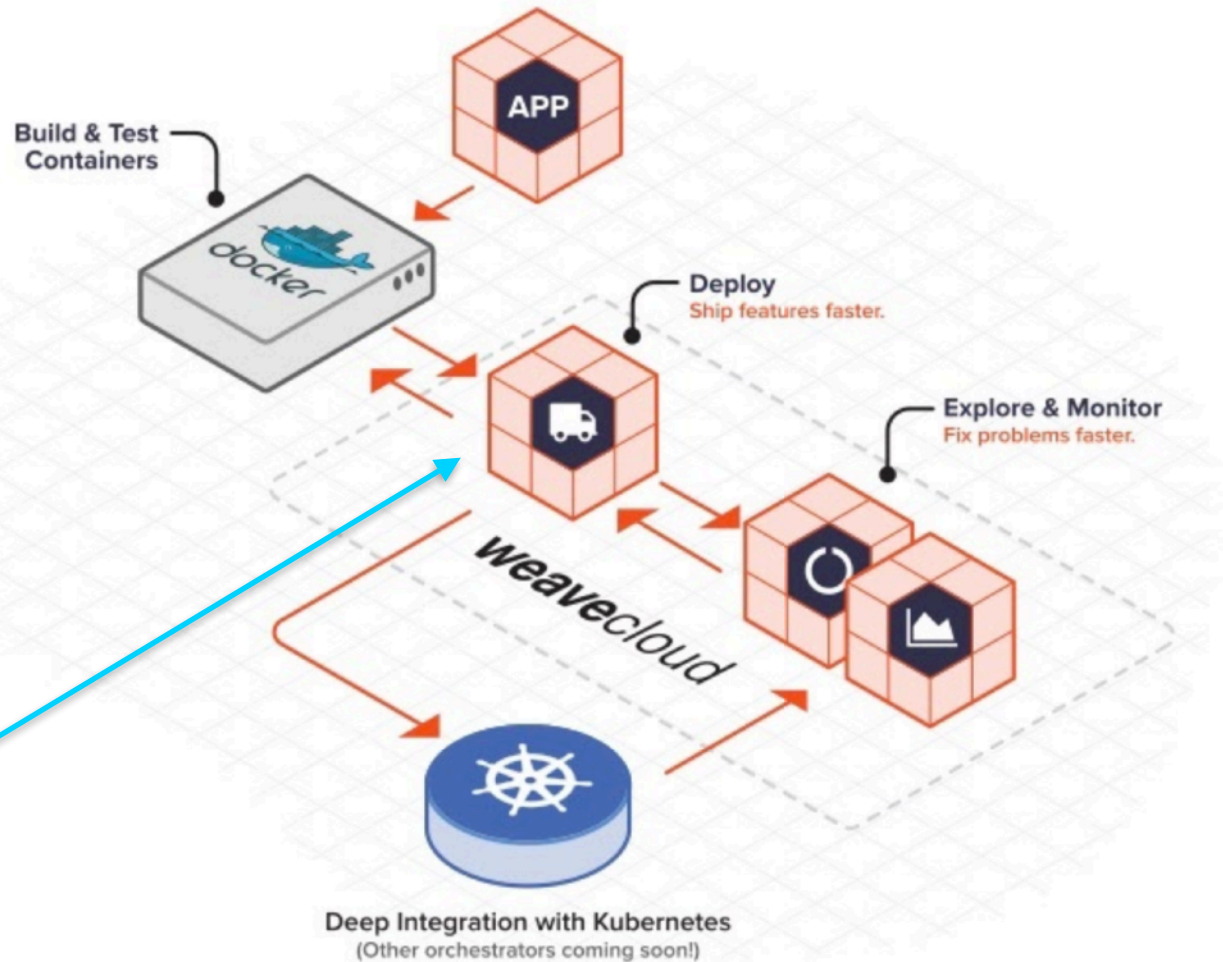 APP
Build & Test
Containers
docker
Deploy
Ship features faster.
Explore & Monitor
Fix problems faster.
weavecloud
Deep Integration with Kubernetes
(Other orchestrators coming soon!)